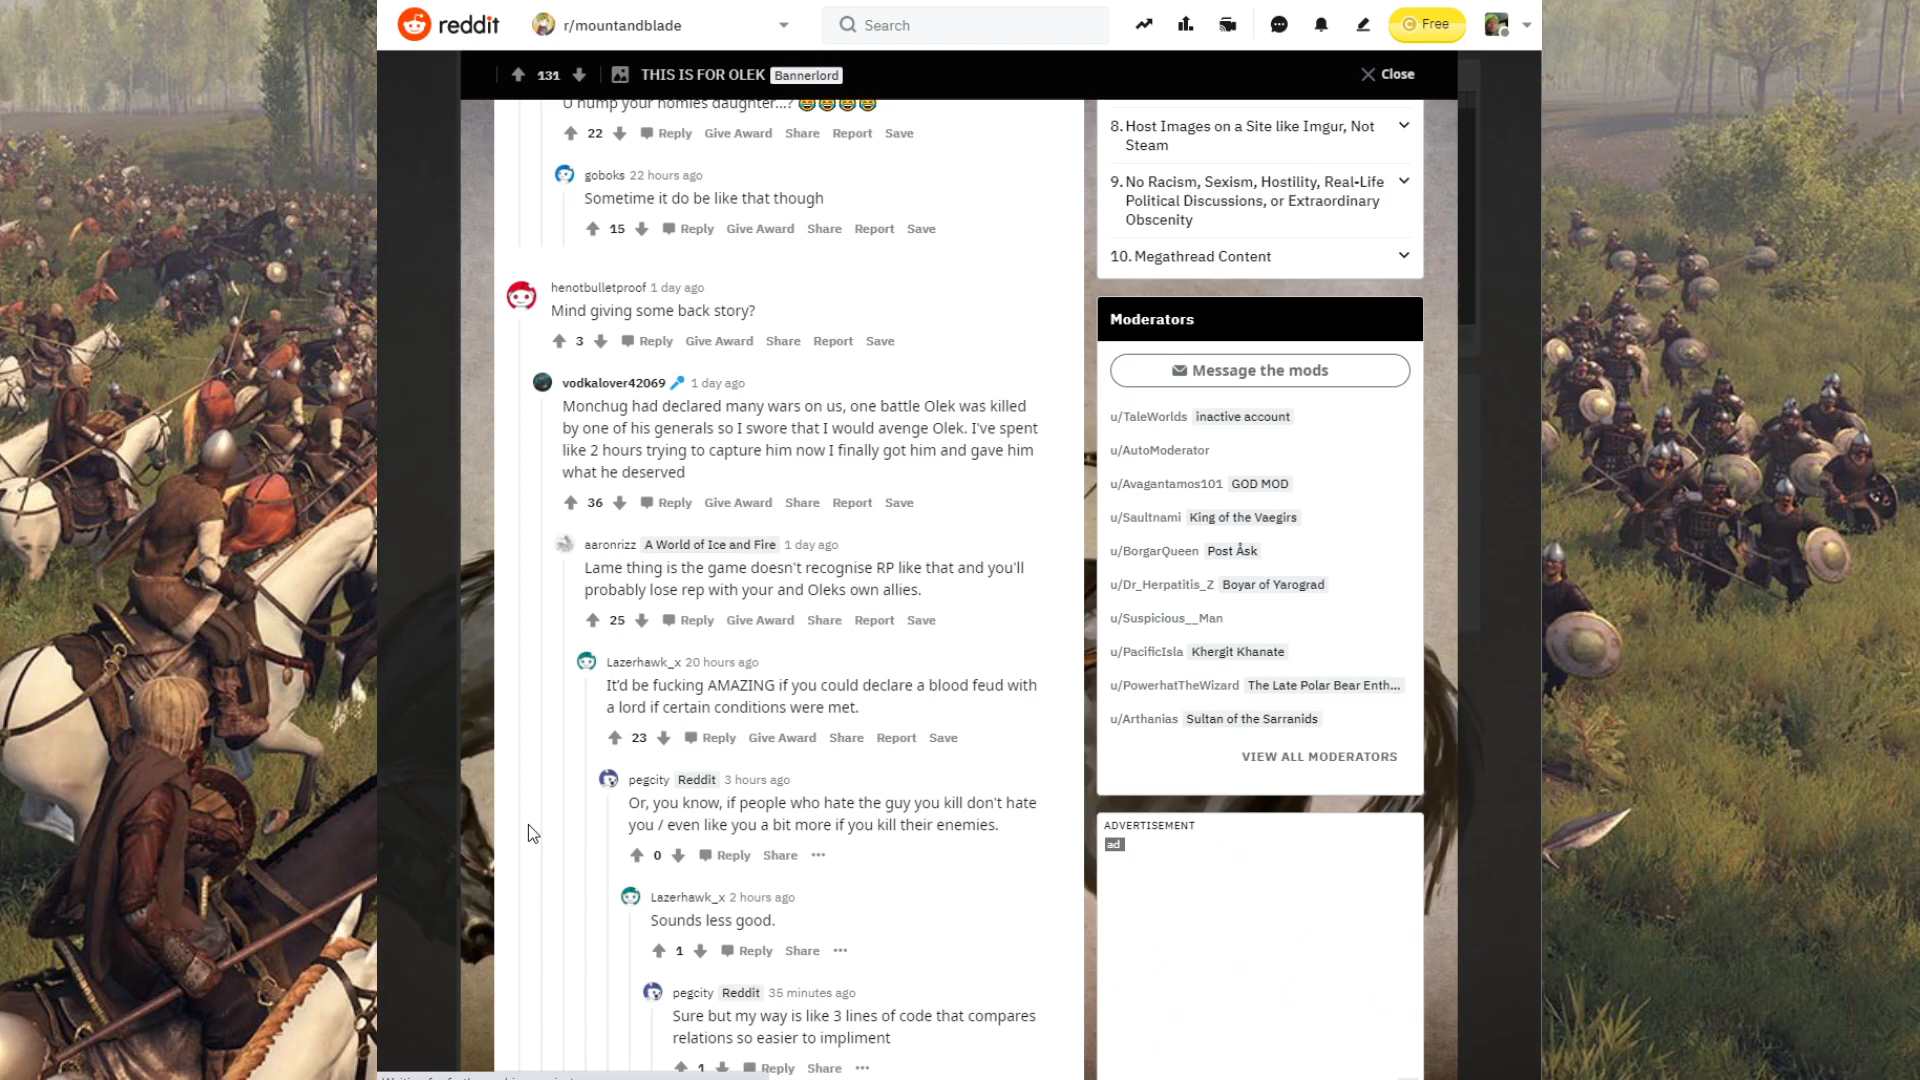 reddit
r/mountandblade
Search
Free
131
THIS IS FOR OLEK Bannerlord
Close
U hump your homies daughter...? 😂😂😂😂
22 Reply Give Award Share Report Save
goboks 22 hours ago
Sometime it do be like that though
15 Reply Give Award Share Report Save
henotbulletproof 1 day ago
Mind giving some back story?
3 Reply Give Award Share Report Save
vodkalover42069 1 day ago
Monchug had declared many wars on us, one battle Olek was killed
by one of his generals so I swore that I would avenge Olek. I've spent
like 2 hours trying to capture him now I finally got him and gave him
what he deserved
36 Reply Give Award Share Report Save
aaronrizz A World of Ice and Fire 1 day ago
Lame thing is the game doesn't recognise RP like that and you'll
probably lose rep with your and Oleks own allies.
25 Reply Give Award Share Report Save
Lazerhawk_x 20 hours ago
It'd be fucking AMAZING if you could declare a blood feud with
a lord if certain conditions were met.
23 Reply Give Award Share Report Save
pegcity Reddit 3 hours ago
Or, you know, if people who hate the guy you kill don't hate
you / even like you a bit more if you kill their enemies.
0 Reply Share ···
Lazerhawk_x 2 hours ago
Sounds less good.
1 Reply Share ···
pegcity Reddit 35 minutes ago
Sure but my way is like 3 lines of code that compares
relations so easier to impliment
1 Reply Share ···
8. Host Images on a Site like Imgur, Not
Steam
9. No Racism, Sexism, Hostility, Real-Life
Political Discussions, or Extraordinary
Obscenity
10. Megathread Content
Moderators
Message the mods
u/TaleWorlds inactive account
u/AutoModerator
u/Avagantamos101 GOD MOD
u/Saultnami King of the Vaegirs
u/BorgarQueen Post Åsk
u/Dr_Herpatitis_Z Boyar of Yarograd
u/Suspicious__Man
u/PacificIsla Khergit Khanate
u/PowerhatTheWizard The Late Polar Bear Enth...
u/Arthanias Sultan of the Sarranids
VIEW ALL MODERATORS
ADVERTISEMENT
ad